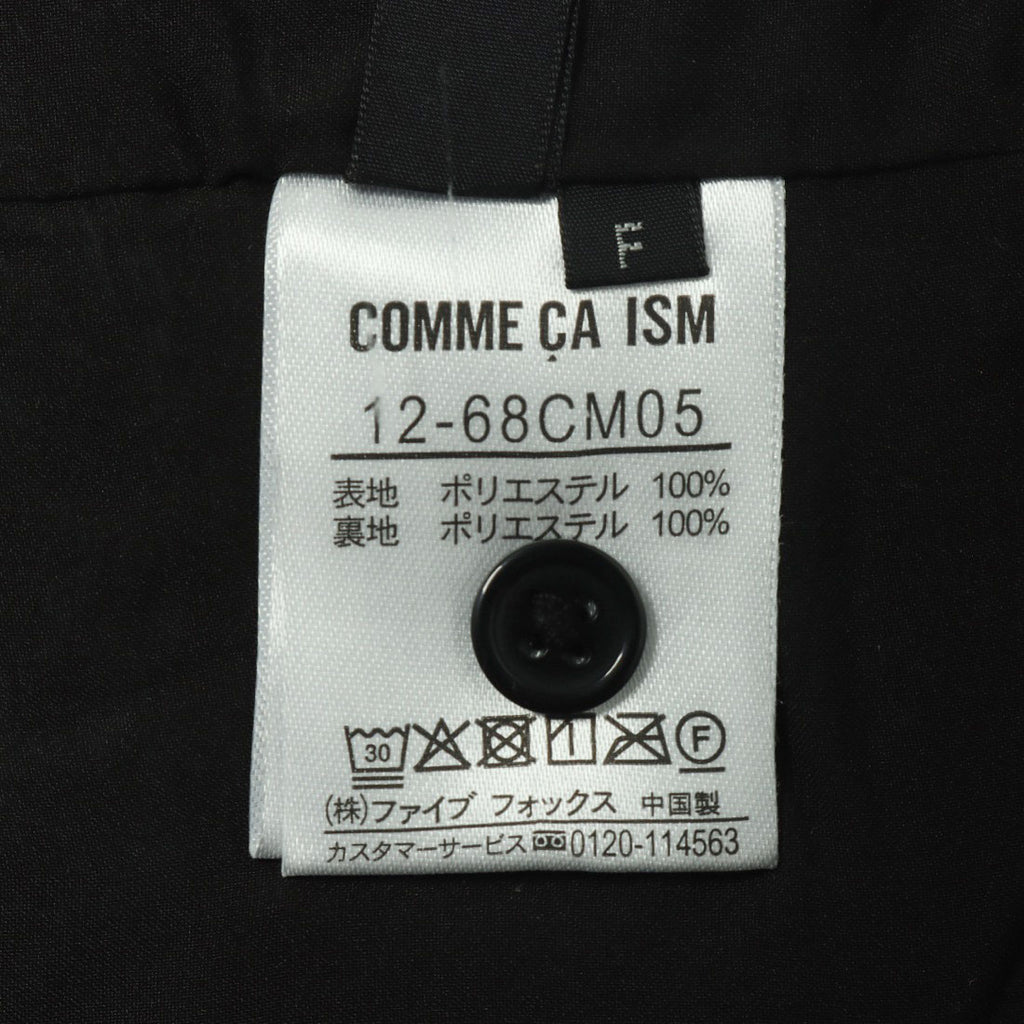 COMME ÇA ISM
12-68CM05
表地 ポリエステル 100%
裏地 ポリエステル 100%
30 F
(株)ファイブ フォックス 中国製
カスタマーサービス 0120-114563